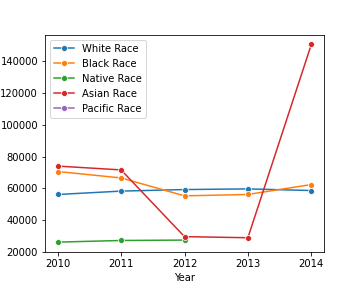 White Race
Black Race
Native Race
Asian Race
Pacific Race
140000
120000
100000
80000
60000
40000
20000
2010 2011 2012 2013 2014
Year